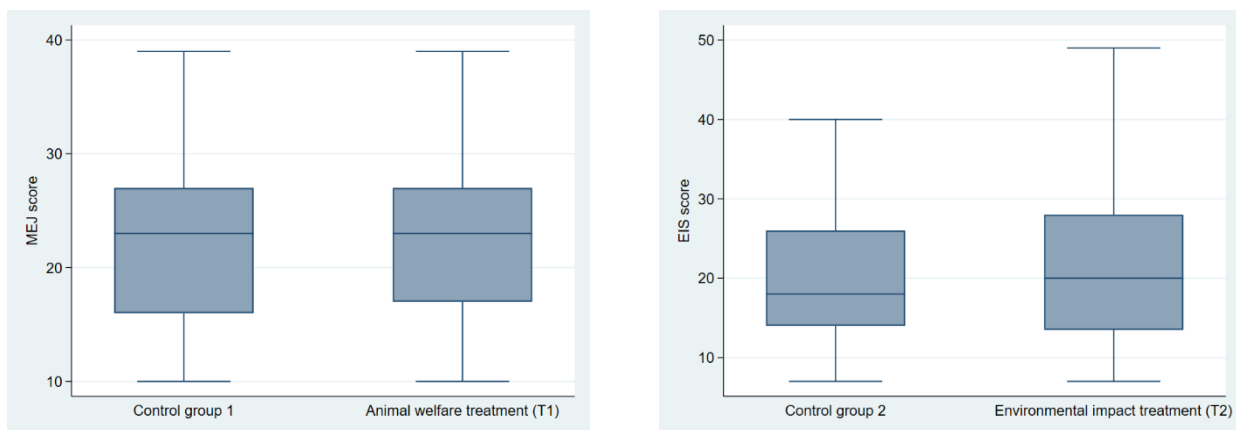 40
30
20
10
MEJ score
Control group 1
Animal welfare treatment (T1)
50
40
30
20
10
EIS score
Control group 2
Environmental impact treatment (T2)